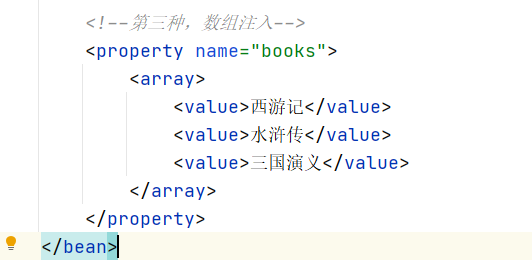 <!--第三种，数组注入-->
<property name="books">
<array>
<value>西游记</value>
<value>水浒传</value>
<value>三国演义</value>
</array>
</property>
</bean>